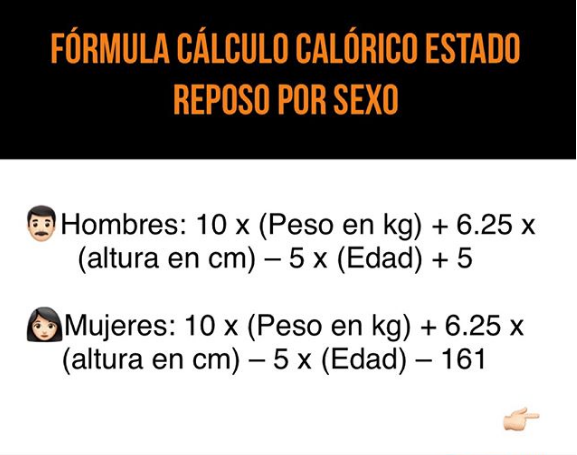 FÓRMULA CÁLCULO CALÓRICO ESTADO
REPOSO POR SEXO
Hombres: 10 x (Peso en kg) + 6.25 x
(altura en cm) – 5 x (Edad) + 5
Mujeres: 10 x (Peso en kg) + 6.25 x
(altura en cm) – 5 x (Edad) – 161